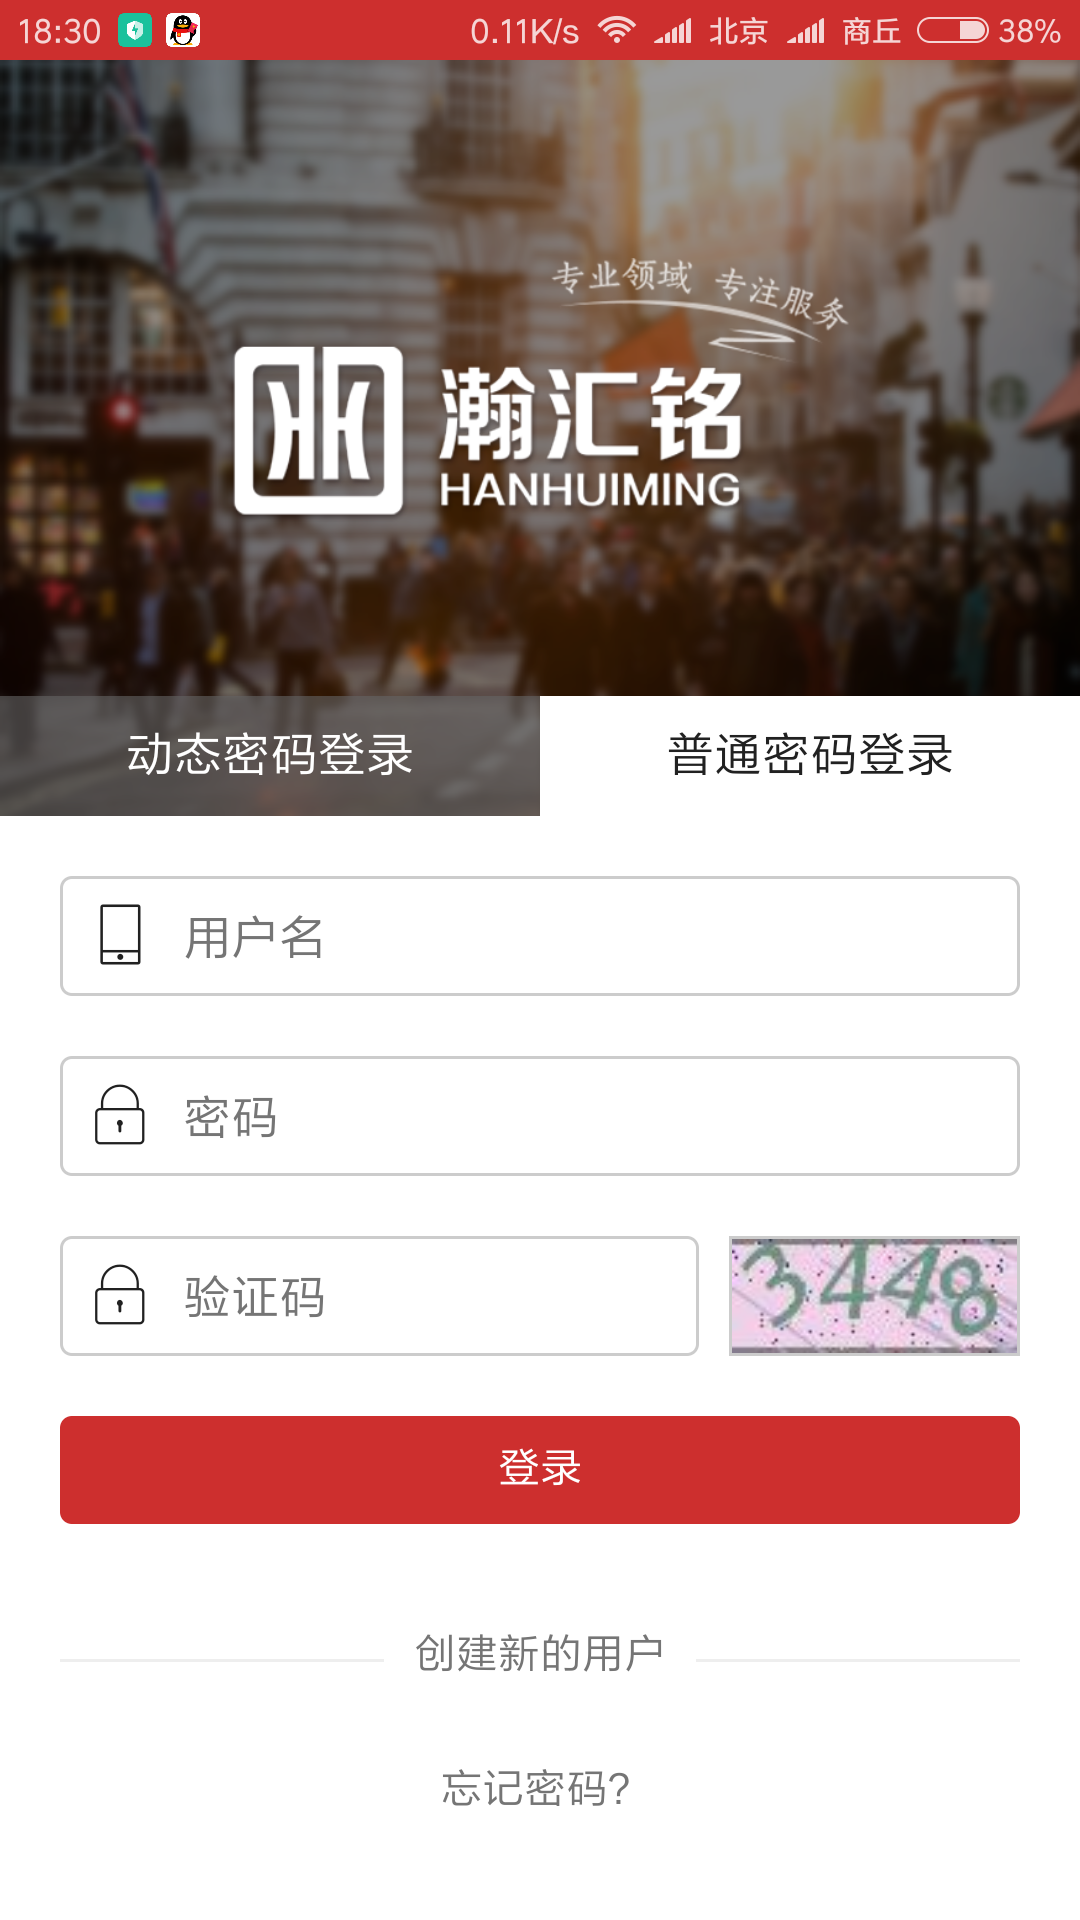 18:30 0.11K/s 北京 商丘 38%
专业领域 专注服务
瀚汇铭
HANHUIMING
动态密码登录 普通密码登录
用户名
密码
验证码 3448
登录
创建新的用户
忘记密码?